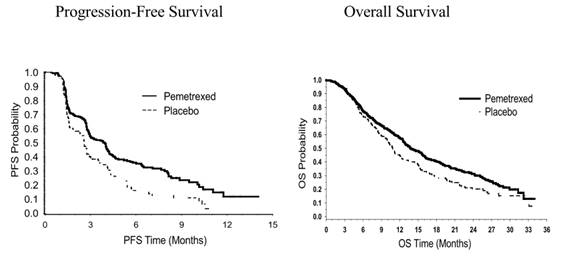 Progression-Free Survival
Overall Survival
PFS Probability
1.0
0.9
0.8
0.7
0.6
0.5
0.4
0.3
0.2
0.1
0.0
Pemetrexed
Placebo
0 3 6 9 12 15
PFS Time (Months)
OS Probability
1.0
0.9
0.8
0.7
0.6
0.5
0.4
0.3
0.2
0.1
0.0
Pemetrexed
Placebo
0 3 6 9 12 15 18 21 24 27 30 33 36
OS Time (Months)